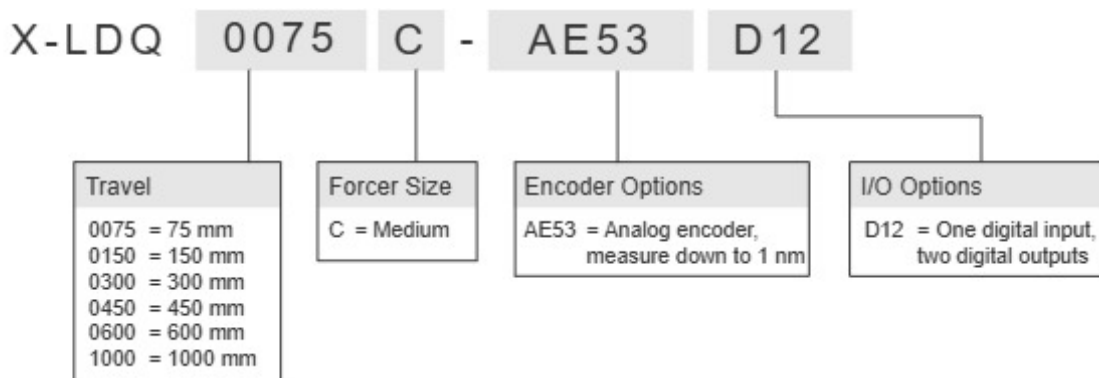 X-LDQ 0075 C - AE53 D12
Travel
0075 = 75 mm
0150 = 150 mm
0300 = 300 mm
0450 = 450 mm
0600 = 600 mm
1000 = 1000 mm
Forcer Size
C = Medium
Encoder Options
AE53 = Analog encoder,
measure down to 1 nm
I/O Options
D12 = One digital input,
two digital outputs